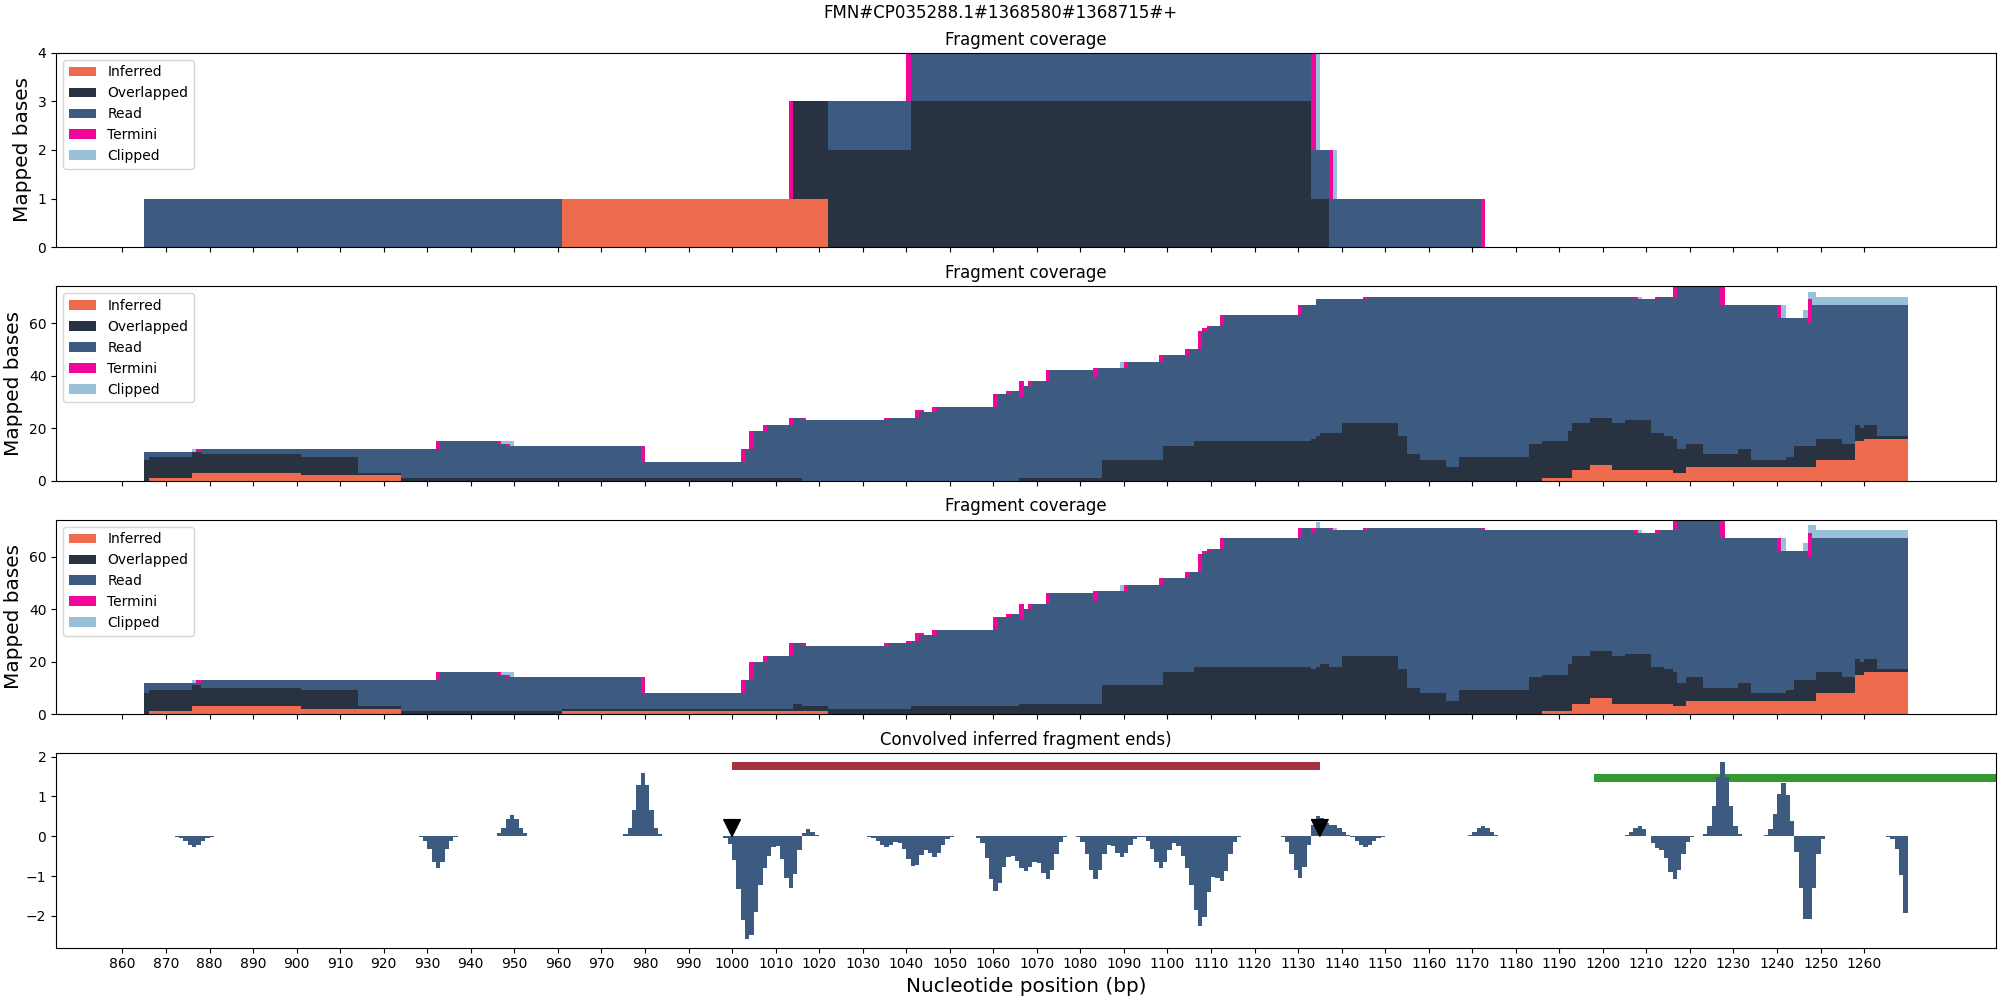 FMN#CP035288.1#1368580#1368715#+
Fragment coverage
Mapped bases
4
3
2
1
0
Inferred
Overlapped
Read
Termini
Clipped
Fragment coverage
Mapped bases
60
40
20
0
Inferred
Overlapped
Read
Termini
Clipped
Fragment coverage
Mapped bases
60
40
20
0
Inferred
Overlapped
Read
Termini
Clipped
Convolved inferred fragment ends)
2
1
0
−1
−2
860 870 880 890 900 910 920 930 940 950 960 970 980 990 1000 1010 1020 1030 1040 1050 1060 1070 1080 1090 1100 1110 1120 1130 1140 1150 1160 1170 1180 1190 1200 1210 1220 1230 1240 1250 1260
Nucleotide position (bp)